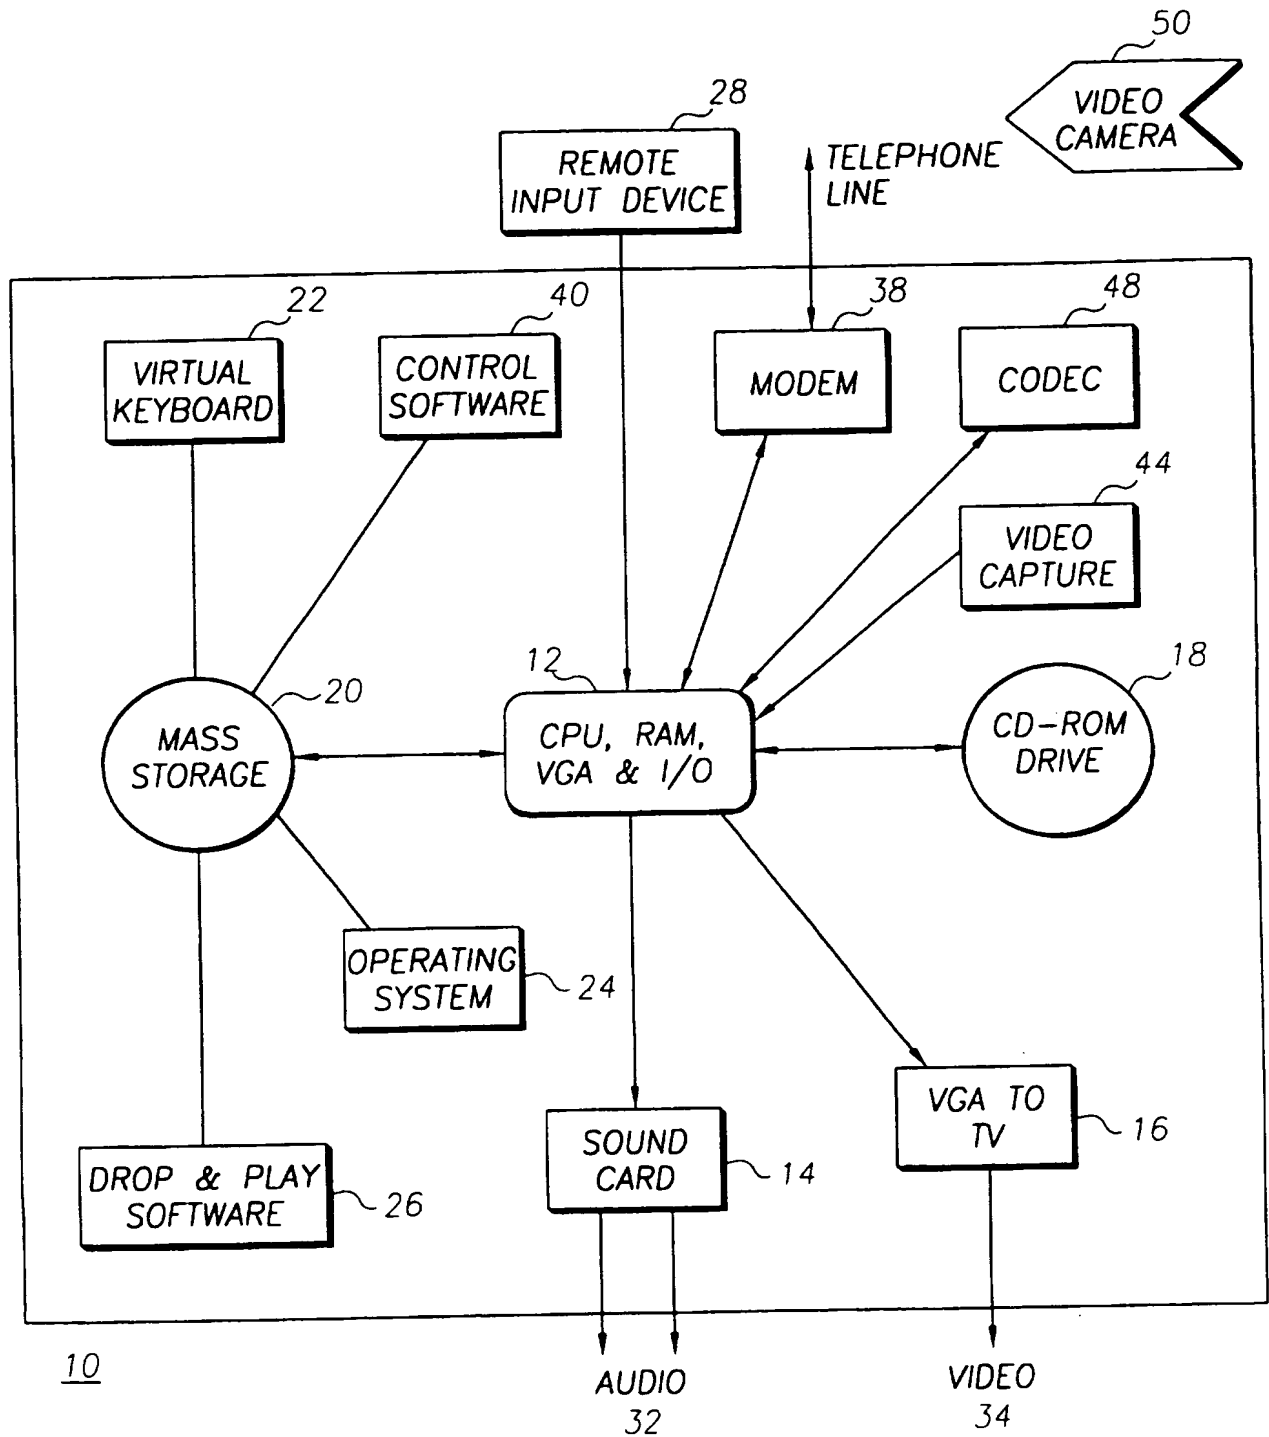 50
VIDEO
CAMERA
28
REMOTE
INPUT DEVICE
TELEPHONE
LINE
22
VIRTUAL
KEYBOARD
40
CONTROL
SOFTWARE
38
MODEM
48
CODEC
44
VIDEO
CAPTURE
20
MASS
STORAGE
12
CPU, RAM,
VGA & I/O
18
CD-ROM
DRIVE
OPERATING
SYSTEM
24
VGA TO
TV
16
SOUND
CARD
14
DROP & PLAY
SOFTWARE
26
10
AUDIO
32
VIDEO
34